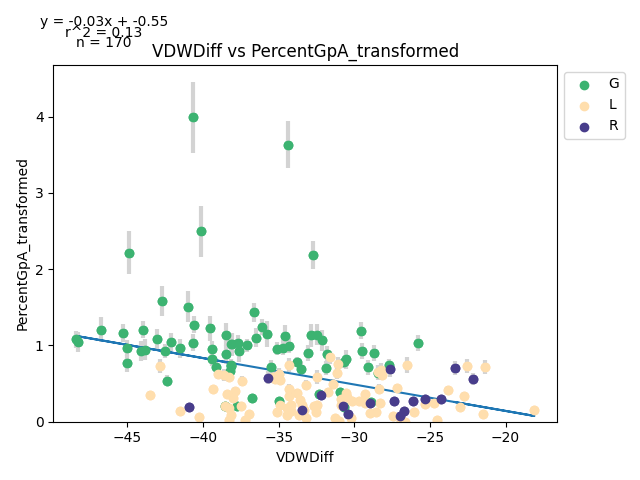 y = -0.03x + -0.55
r^2 = 0.13
n = 170
VDWDiff vs PercentGpA_transformed
G
L
R
PercentGpA_transformed
4
3
2
1
0
−45 −40 −35 −30 −25 −20
VDWDiff